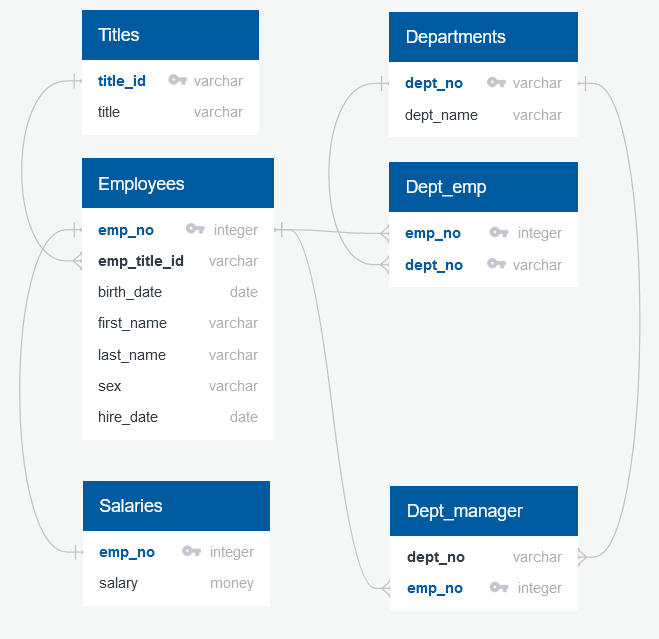 Titles
title_id varchar
title varchar
Departments
dept_no varchar
dept_name varchar
Employees
emp_no integer
emp_title_id varchar
birth_date date
first_name varchar
last_name varchar
sex varchar
hire_date date
Dept_emp
emp_no integer
dept_no varchar
Salaries
emp_no integer
salary money
Dept_manager
dept_no varchar
emp_no integer